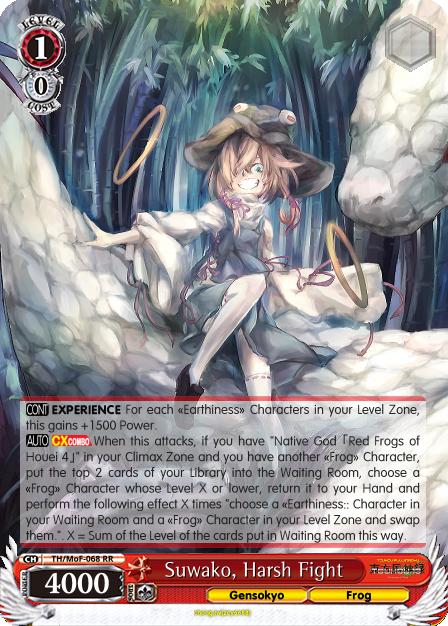 LEVEL
1
0
COST
CONT EXPERIENCE For each «Earthiness» Characters in your Level Zone,
this gains +1500 Power.
AUTO CXCOMBO When this attacks, if you have "Native God「Red Frogs of
Houei 4」" in your Climax Zone and you have another «Frog» Character,
put the top 2 cards of your Library into the Waiting Room, choose a
«Frog» Character whose Level X or lower, return it to your Hand and
perform the following effect X times "choose a «Earthiness:: Character in
your Waiting Room and a «Frog» Character in your Level Zone and swap
them.". X = Sum of the Level of the cards put in Waiting Room this way.
CH TH/MoF-068 RR
POWER 4000 SOUL Suwako, Harsh Fight
Gensokyo Frog